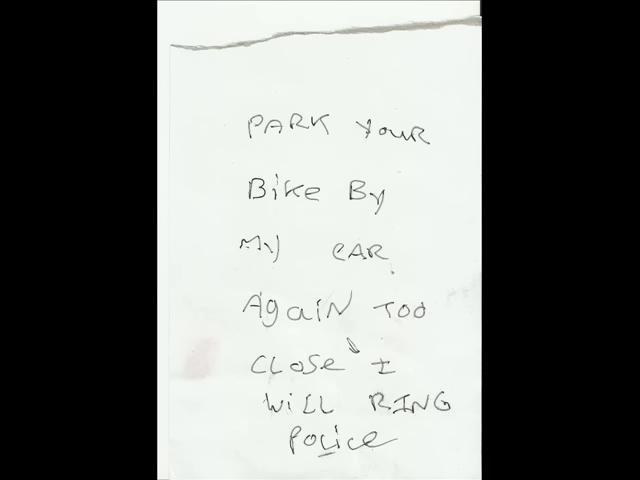 PARK YOUR
BiKe By
My CAR
AgaiN TOO
CLOSe I
WiLL RING
POLice